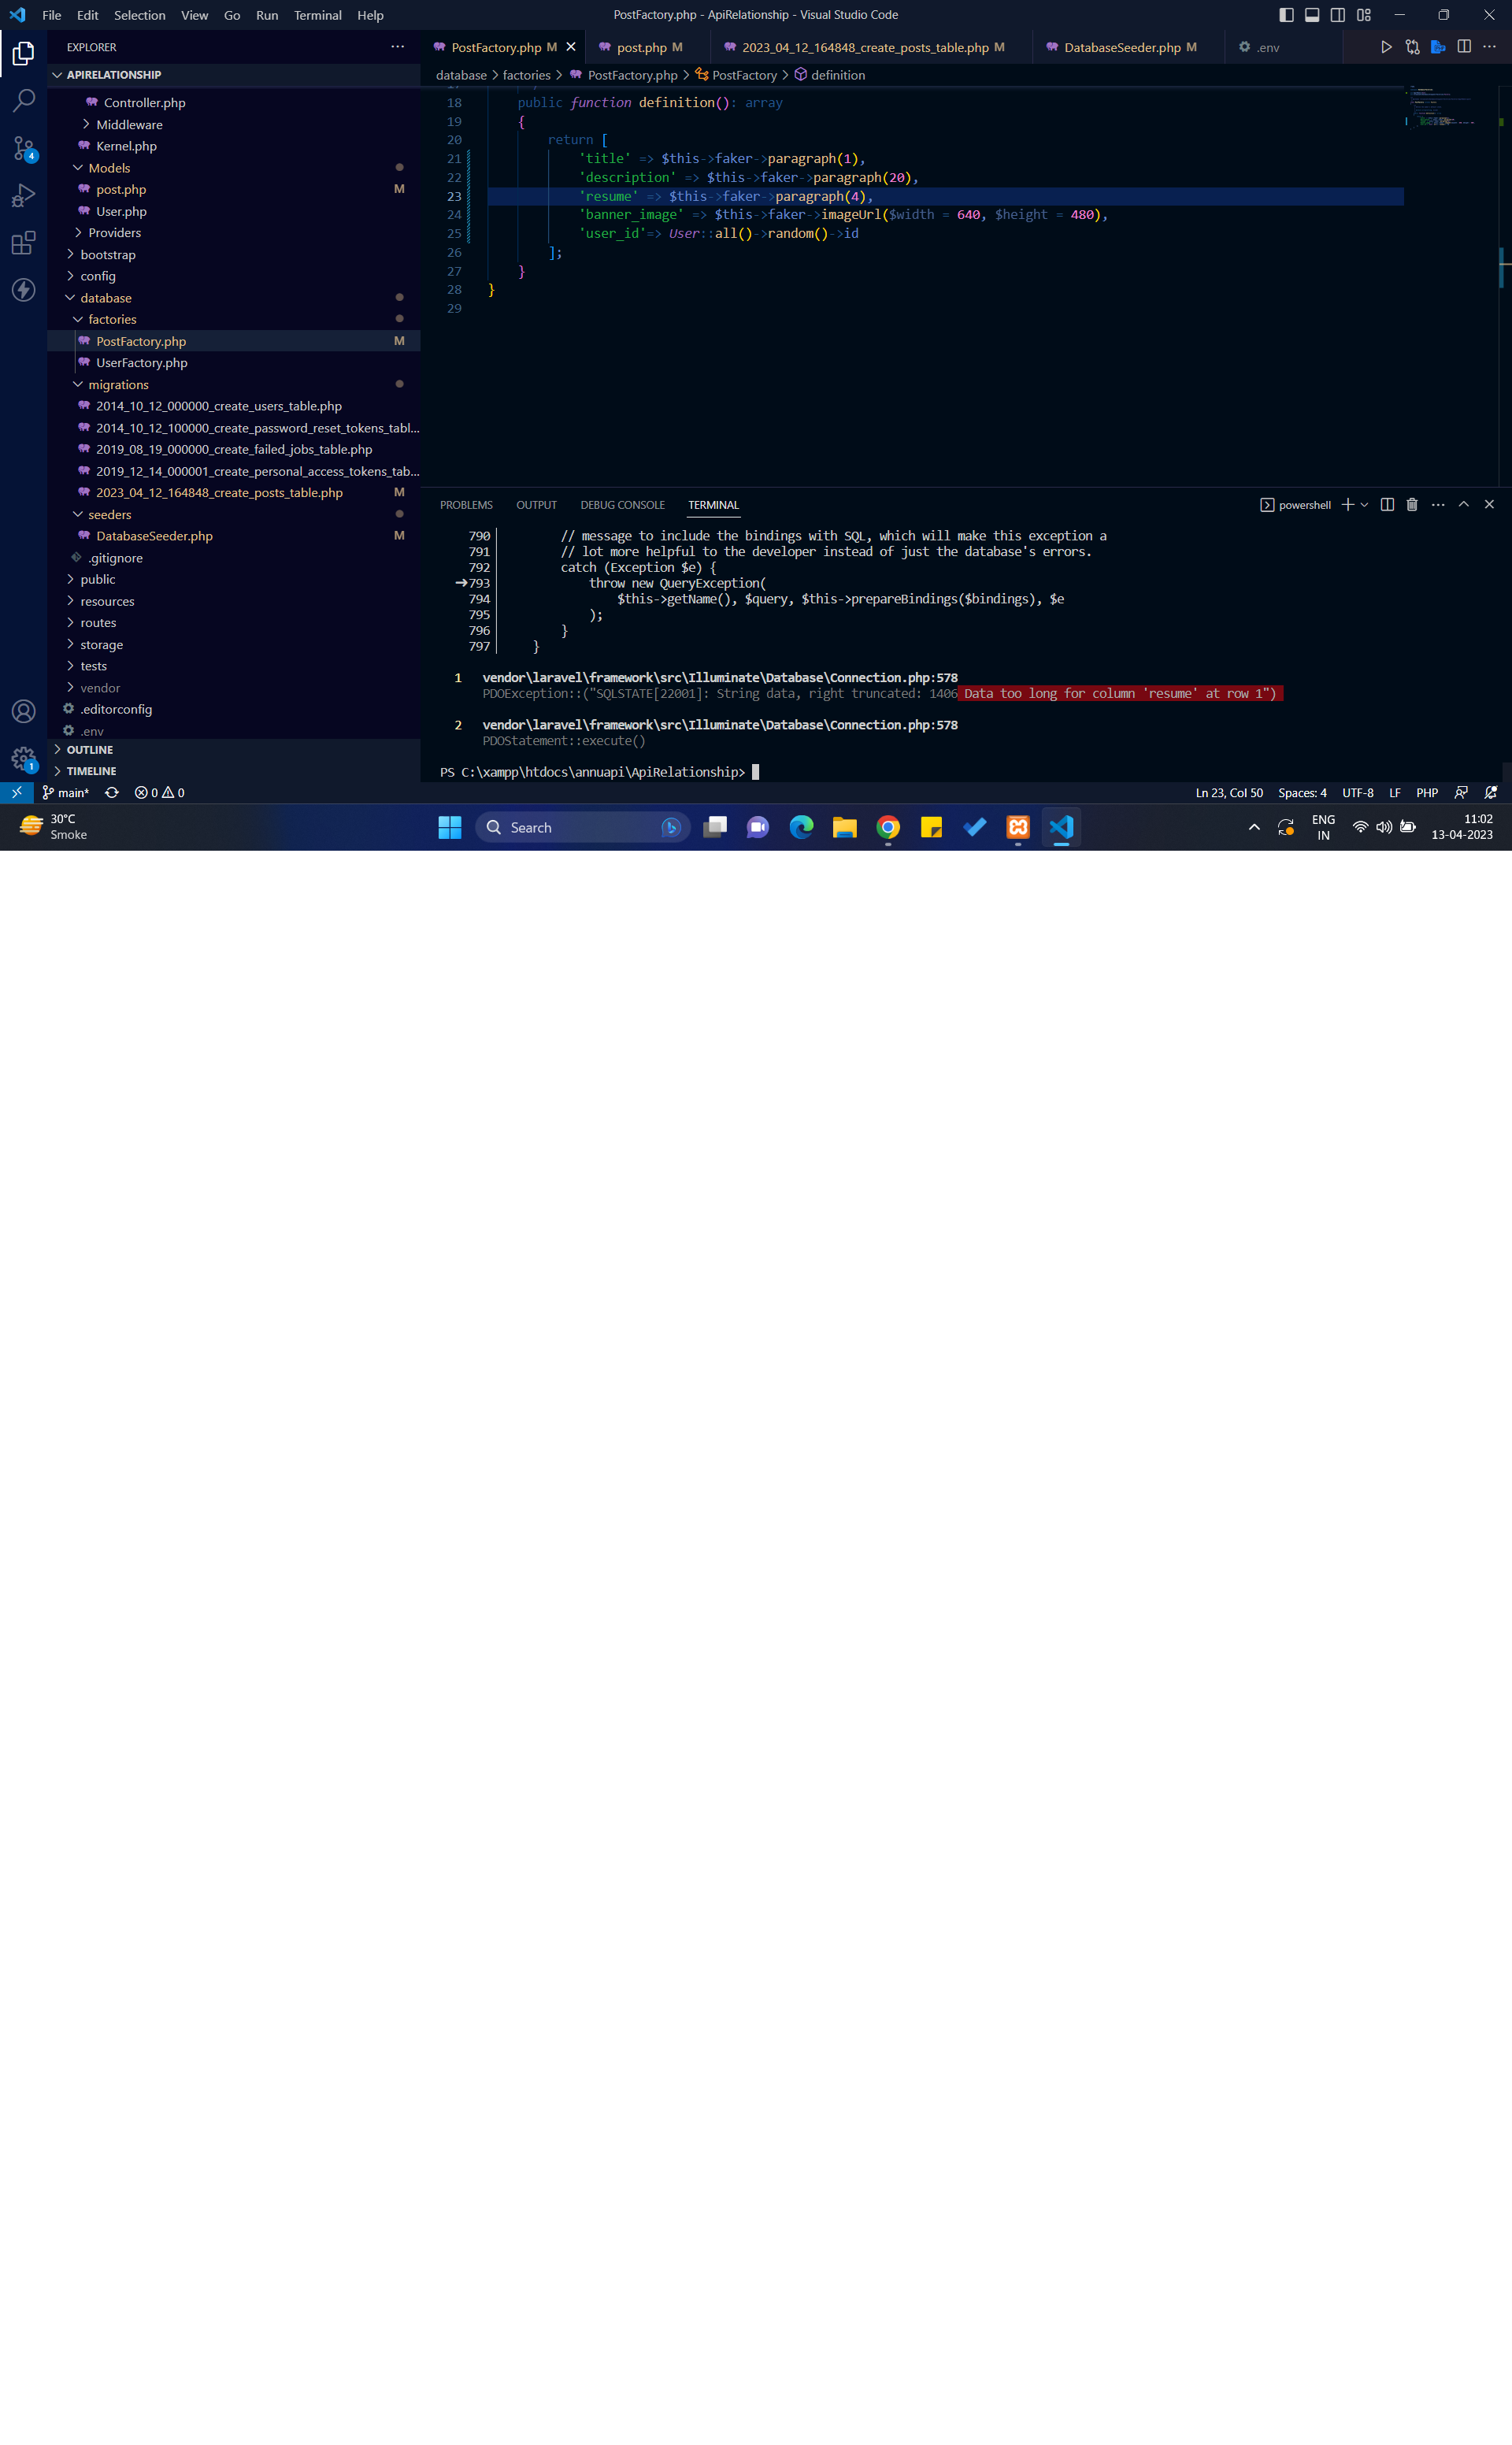 File Edit Selection View Go Run Terminal Help
PostFactory.php - ApiRelationship - Visual Studio Code
EXPLORER
APIRELATIONSHIP
Controller.php
Middleware
Kernel.php
Models
post.php M
User.php
Providers
bootstrap
config
database
factories
PostFactory.php M
UserFactory.php
migrations
2014_10_12_000000_create_users_table.php
2014_10_12_100000_create_password_reset_tokens_tabl...
2019_08_19_000000_create_failed_jobs_table.php
2019_12_14_000001_create_personal_access_tokens_tab...
2023_04_12_164848_create_posts_table.php M
seeders
DatabaseSeeder.php M
.gitignore
public
resources
routes
storage
tests
vendor
.editorconfig
.env
OUTLINE
TIMELINE
4
1
PostFactory.php M post.php M 2023_04_12_164848_create_posts_table.php M DatabaseSeeder.php M .env
database > factories > PostFactory.php > PostFactory > definition
18 public function definition(): array
19 {
20 return [
21 'title' => $this->faker->paragraph(1),
22 'description' => $this->faker->paragraph(20),
23 'resume' => $this->faker->paragraph(4),
24 'banner_image' => $this->faker->imageUrl($width = 640, $height = 480),
25 'user_id'=> User::all()->random()->id
26 ];
27 }
28 }
29
PROBLEMS OUTPUT DEBUG CONSOLE TERMINAL powershell
790 // message to include the bindings with SQL, which will make this exception a
791 // lot more helpful to the developer instead of just the database's errors.
792 catch (Exception $e) {
➜793 throw new QueryException(
794 $this->getName(), $query, $this->prepareBindings($bindings), $e
795 );
796 }
797 }
1 vendor\laravel\framework\src\Illuminate\Database\Connection.php:578
PDOException::("SQLSTATE[22001]: String data, right truncated: 1406 Data too long for column 'resume' at row 1")
2 vendor\laravel\framework\src\Illuminate\Database\Connection.php:578
PDOStatement::execute()
PS C:\xampp\htdocs\annuapi\ApiRelationship>
main* 0 0 Ln 23, Col 50 Spaces: 4 UTF-8 LF PHP
30°C
Smoke
Search
ENG
IN
11:02
13-04-2023